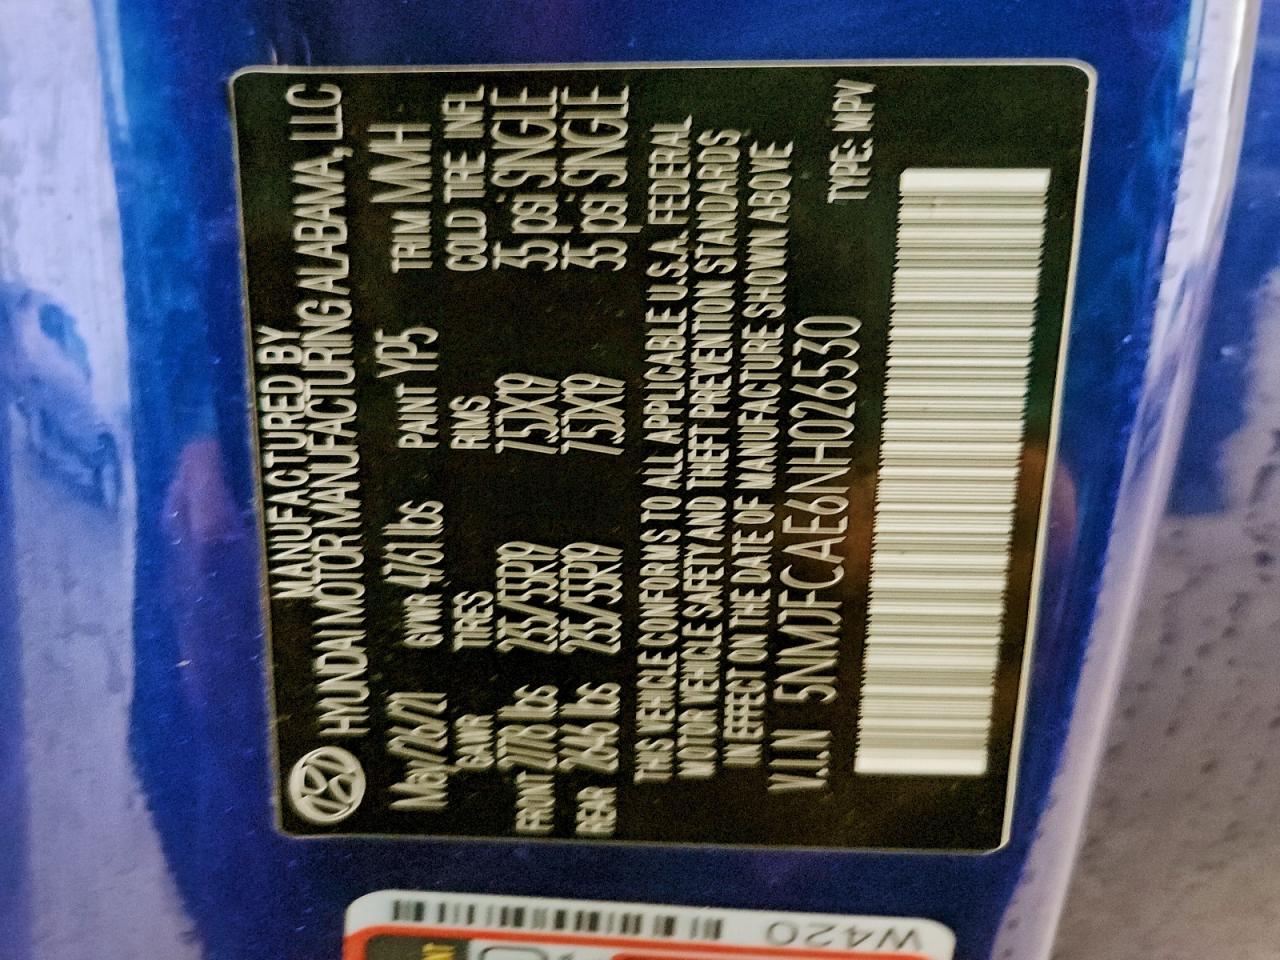 MANUFACTURED BY
HYUNDAI MOTOR MANUFACTURING ALABAMA, LLC
May/26/21 GVWR 4761 lbs PAINT YP5 TRIM MMH
GAWR TIRES RIMS COLD TIRE INFL
FRONT 2778 lbs 235/55R19 7.5JX19 35 psi SINGLE
REAR 2646 lbs 235/55R19 7.5JX19 35 psi SINGLE
THIS VEHICLE CONFORMS TO ALL APPLICABLE U.S.A. FEDERAL
MOTOR VEHICLE SAFETY AND THEFT PREVENTION STANDARDS
IN EFFECT ON THE DATE OF MANUFACTURE SHOWN ABOVE
V.I.N 5NMJFCAE6NH026530
TYPE: MPV
W420